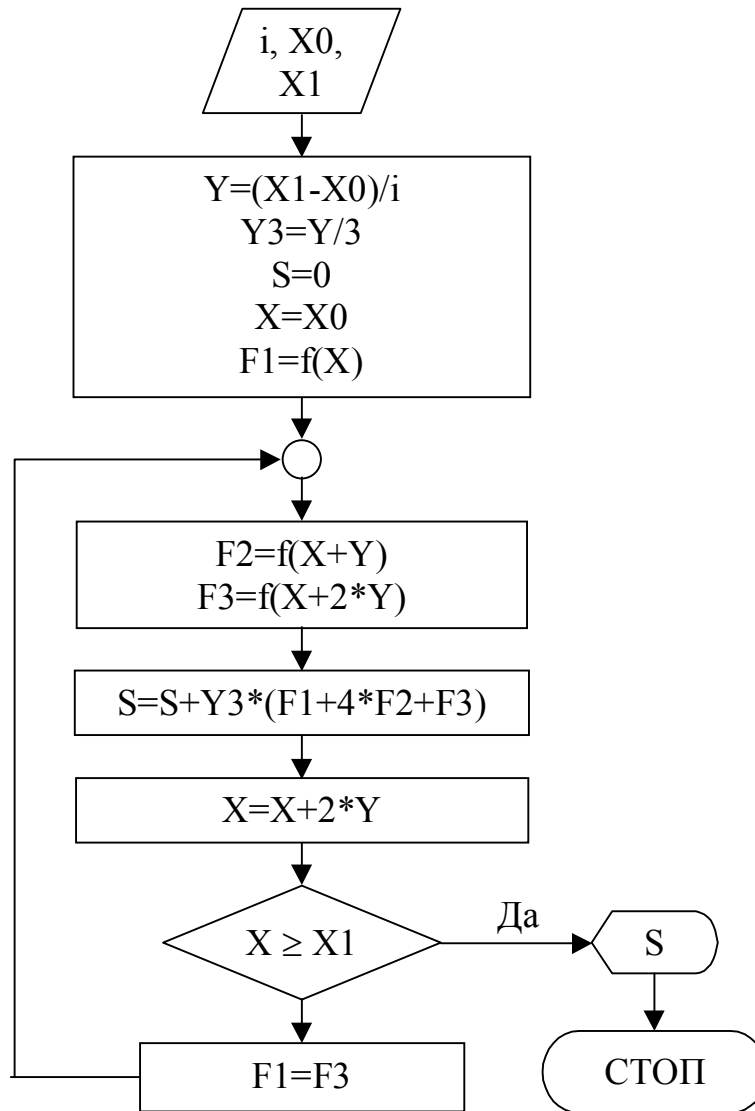 i, X0,
X1
Y=(X1-X0)/i
Y3=Y/3
S=0
X=X0
F1=f(X)
F2=f(X+Y)
F3=f(X+2*Y)
S=S+Y3*(F1+4*F2+F3)
X=X+2*Y
X ≥ X1
Да
S
F1=F3
СТОП